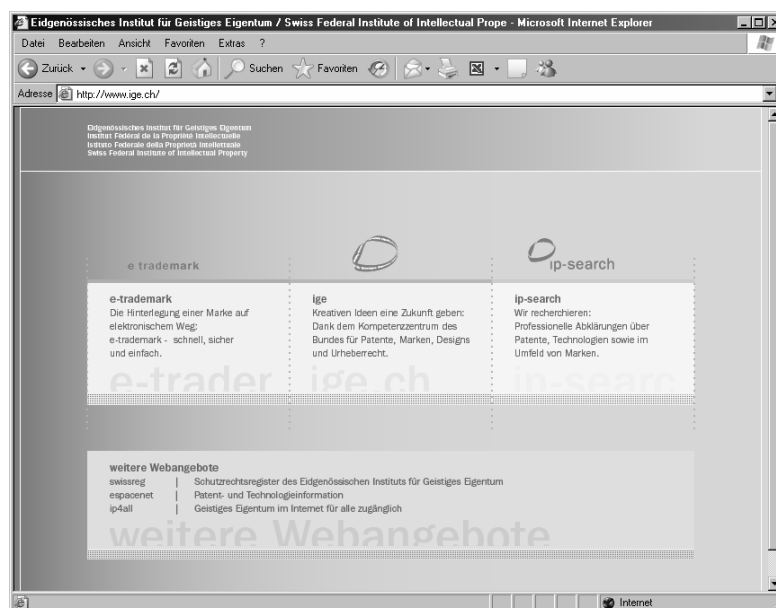 Eidgenössisches Institut für Geistiges Eigentum / Swiss Federal Institute of Intellectual Prope - Microsoft Internet Explorer
Datei Bearbeiten Ansicht Favoriten Extras ?
Zurück Suchen Favoriten
Adresse http://www.ige.ch/
Eidgenössisches Institut für Geistiges Eigentum
Institut Fédéral de la Propriété Intellectuelle
Istituto Federale della Proprietà Intellettuale
Swiss Federal Institute of Intellectual Property
e trademark
ip-search
e-trademark
Die Hinterlegung einer Marke auf
elektronischem Weg:
e-trademark - schnell, sicher
und einfach.
e-trader
ige
Kreativen Ideen eine Zukunft geben:
Dank dem Kompetenzzentrum des
Bundes für Patente, Marken, Designs
und Urheberrecht.
ige.ch
ip-search
Wir recherchieren:
Professionelle Abklärungen über
Patente, Technologien sowie im
Umfeld von Marken.
ip-searc
weitere Webangebote
swissreg | Schutzrechtsregister des Eidgenössischen Instituts für Geistiges Eigentum
espacenet | Patent- und Technologieinformation
ip4all | Geistiges Eigentum im Internet für alle zugänglich
weitere Webangebote
Internet